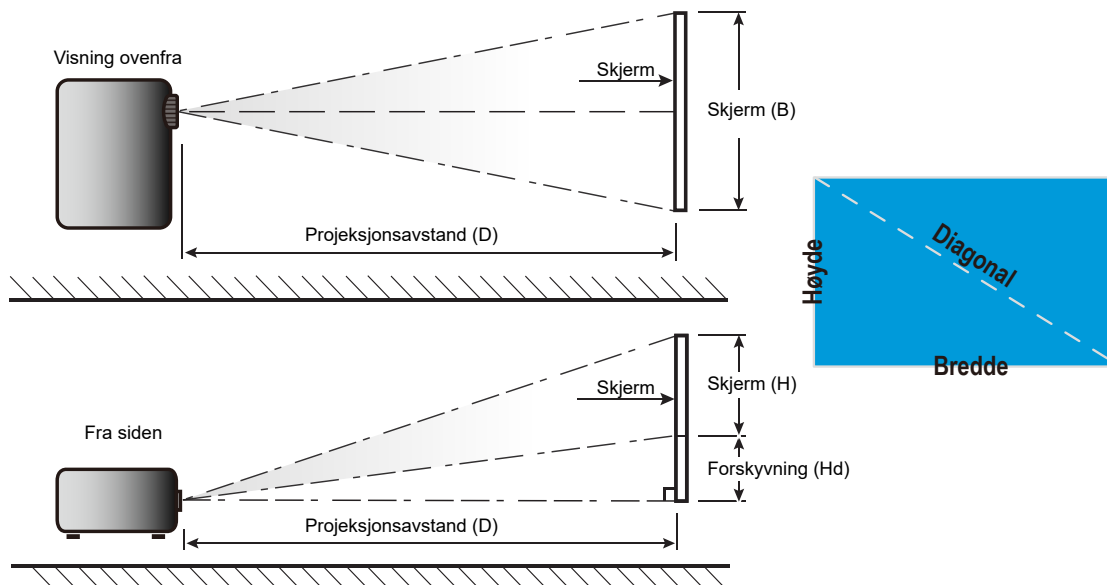 Visning ovenfra
Skjerm
Skjerm (B)
Projeksjonsavstand (D)
Høyde
Diagonal
Bredde
Skjerm
Skjerm (H)
Fra siden
Forskyvning (Hd)
Projeksjonsavstand (D)